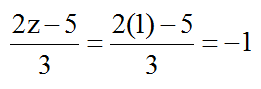 (2z − 5)/3 = (2(1) − 5)/3 = −1